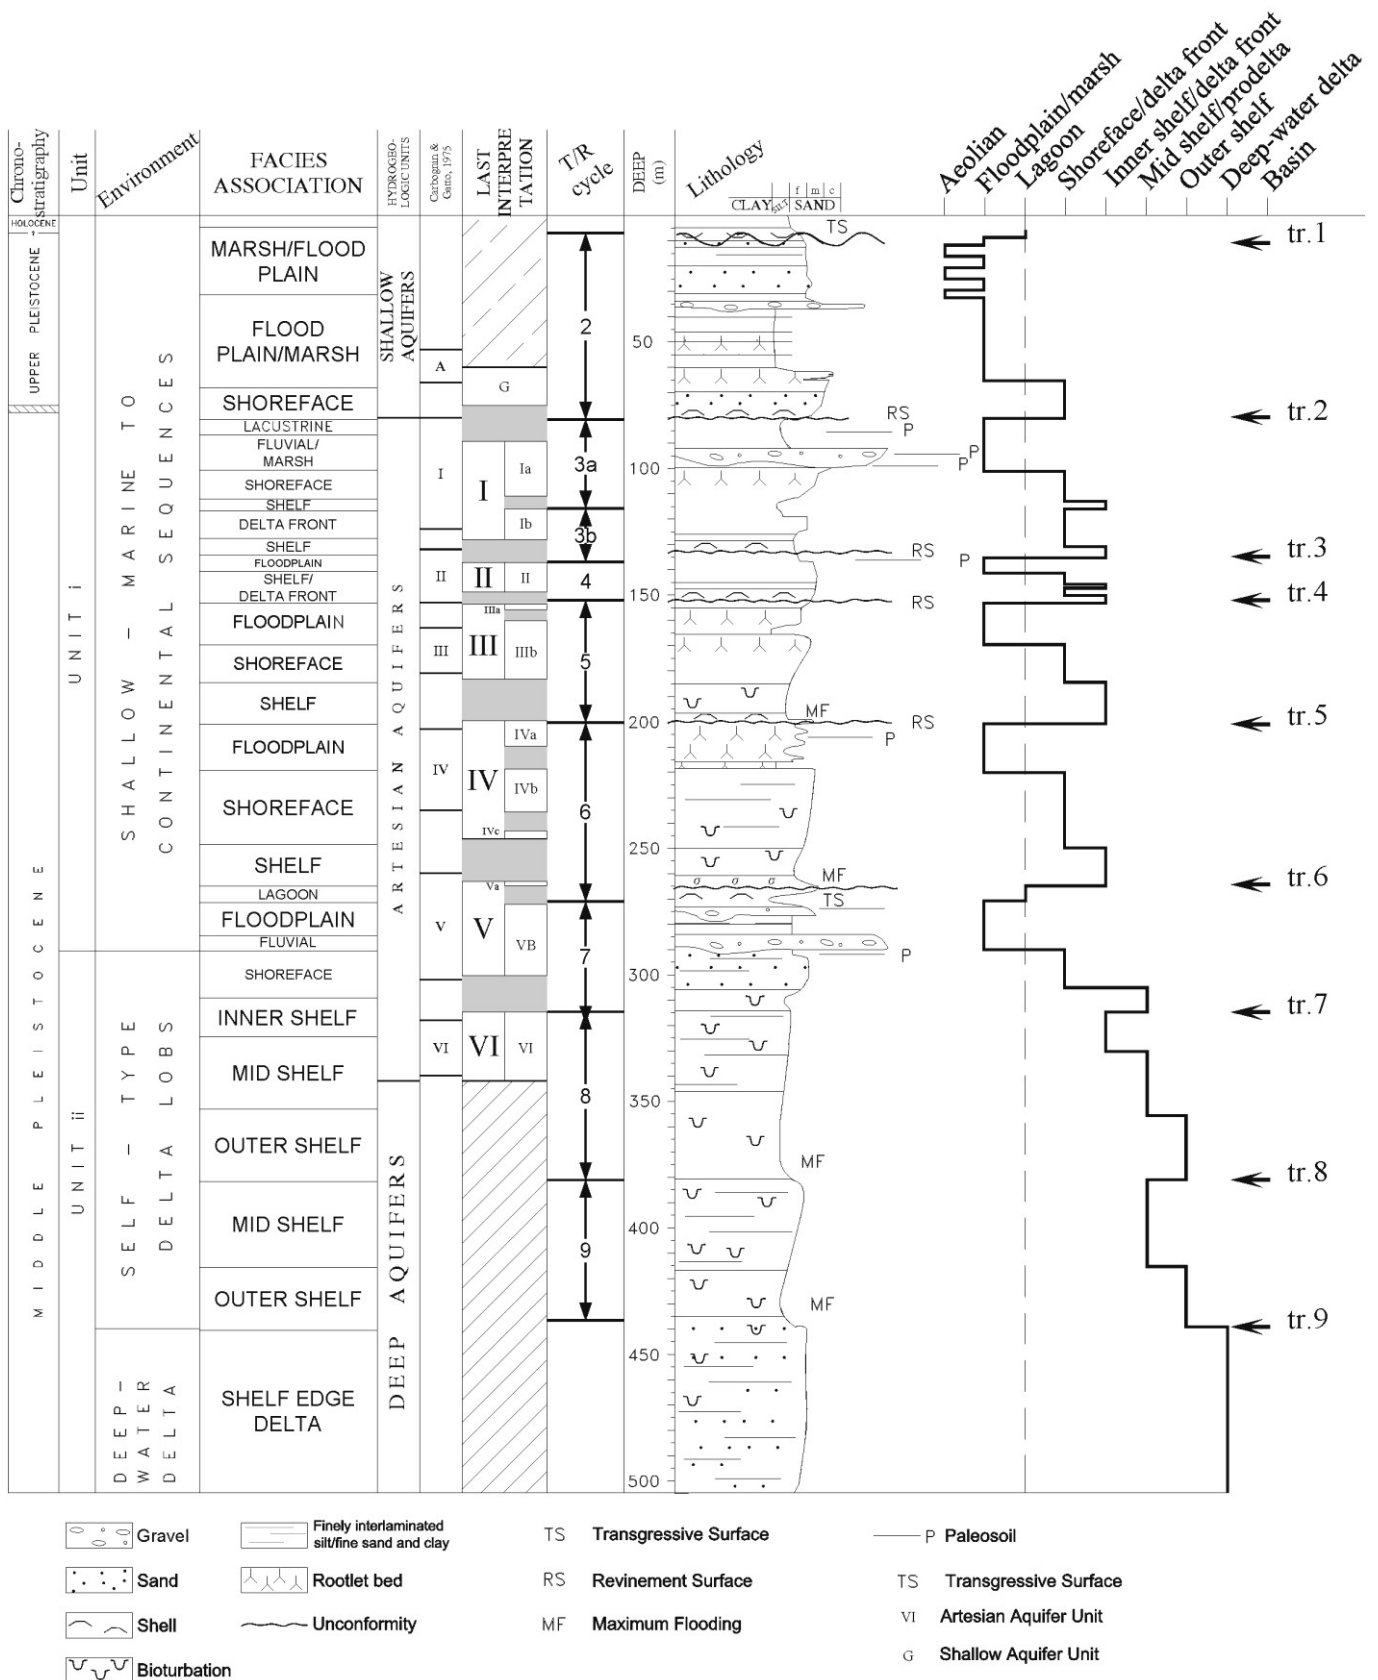 Chrono-
stratigraphy
Unit
Environment
FACIES
ASSOCIATION
HYDROGEO-
LOGIC UNITS
Carbognin &
Gatto, 1975
LAST
INTERPRE
TATION
T/R
cycle
DEEP
(m)
Lithology
CLAY
SILT
f
m
c
SAND
Aeolian
Floodplain/marsh
Lagoon
Shoreface/delta front
Inner shelf/delta front
Mid shelf/prodelta
Outer shelf
Deep-water delta
Basin
HOLOCENE
UPPER PLEISTOCENE
MIDDLE PLEISTOCENE
UNIT i
UNIT ii
SHALLOW - MARINE TO
CONTINENTAL SEQUENCES
SELF - TYPE
DELTA LOBS
DEEP-
WATER
DELTA
MARSH/FLOOD
PLAIN
FLOOD
PLAIN/MARSH
SHOREFACE
LACUSTRINE
FLUVIAL/
MARSH
SHOREFACE
SHELF
DELTA FRONT
SHELF
FLOODPLAIN
SHELF/
DELTA FRONT
FLOODPLAIN
SHOREFACE
SHELF
FLOODPLAIN
SHOREFACE
SHELF
LAGOON
FLOODPLAIN
FLUVIAL
SHOREFACE
INNER SHELF
MID SHELF
OUTER SHELF
MID SHELF
OUTER SHELF
SHELF EDGE
DELTA
SHALLOW
AQUIFERS
ARTESIAN AQUIFERS
DEEP AQUIFERS
A
I
II
III
IV
V
VI
G
I
Ia
Ib
II
II
IIIa
III
IIIb
IVa
IV
IVb
IVc
Va
V
VB
VI
VI
2
3a
3b
4
5
6
7
8
9
50
100
150
200
250
300
350
400
450
500
TS
RS
P
P
P
RS
P
RS
MF
RS
P
MF
σ σ σ
TS
P
MF
MF
tr.1
tr.2
tr.3
tr.4
tr.5
tr.6
tr.7
tr.8
tr.9
Gravel
Finely interlaminated
silt/fine sand and clay
TS Transgressive Surface
P Paleosoil
Sand
Rootlet bed
RS Revinement Surface
TS Transgressive Surface
Shell
Unconformity
MF Maximum Flooding
VI Artesian Aquifer Unit
G Shallow Aquifer Unit
Bioturbation